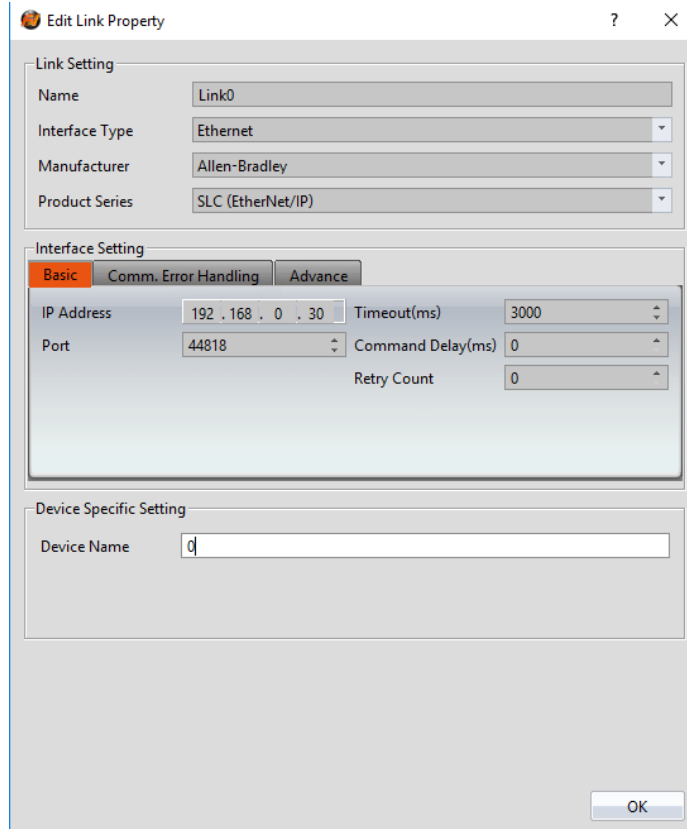 Edit Link Property ? ×
Link Setting
Name Link0
Interface Type Ethernet
Manufacturer Allen-Bradley
Product Series SLC (EtherNet/IP)
Interface Setting
Basic Comm. Error Handling Advance
IP Address 192 . 168 . 0 . 30 Timeout(ms) 3000
Port 44818 Command Delay(ms) 0
Retry Count 0
Device Specific Setting
Device Name 0
OK